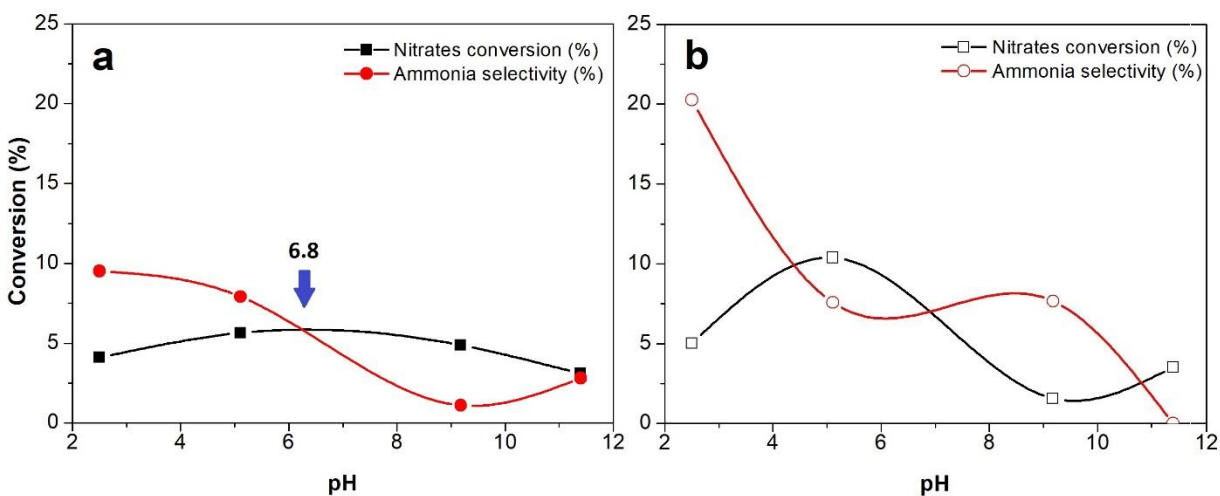 a
Nitrates conversion (%)
Ammonia selectivity (%)
6.8
Conversion (%)
25
20
15
10
5
0
2 4 6 8 10 12
pH
b
Nitrates conversion (%)
Ammonia selectivity (%)
25
20
15
10
5
0
2 4 6 8 10 12
pH